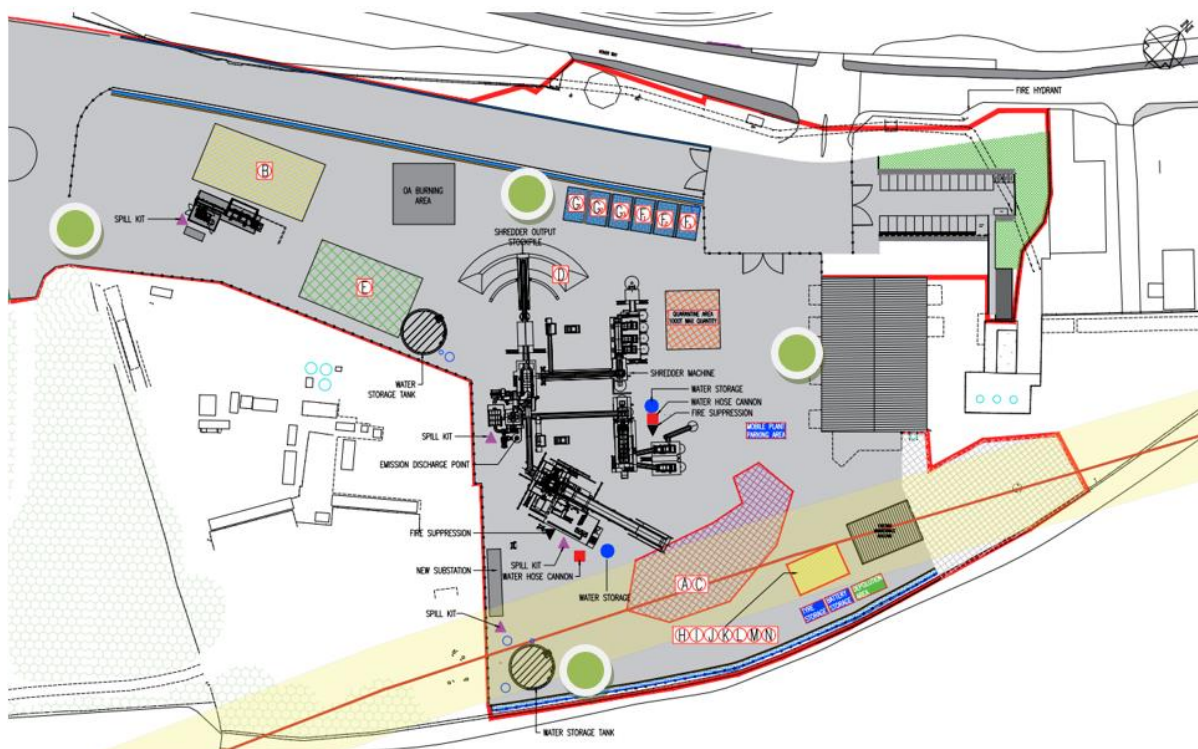 N
FIRE HYDRANT
B
OA BURNING
AREA
SPILL KIT
G
G
G
F
F
F
SHREDDER OUTPUT
STOCKPILE
D
E
QUARANTINE AREA
WATER
STORAGE TANK
SHREDDER MACHINE
WATER STORAGE
WATER HOSE CANNON
FIRE SUPPRESSION
MOBILE PLANT
PARKING AREA
SPILL KIT
EMISSION DISCHARGE POINT
FIRE SUPPRESSION
NEW SUBSTATION
SPILL KIT
WATER HOSE CANNON
WATER STORAGE
A C
SPILL KIT
TYRE
STORAGE
BATTERY
STORAGE
DEPOLUTION
AREA
H I J K L M N
WATER STORAGE TANK